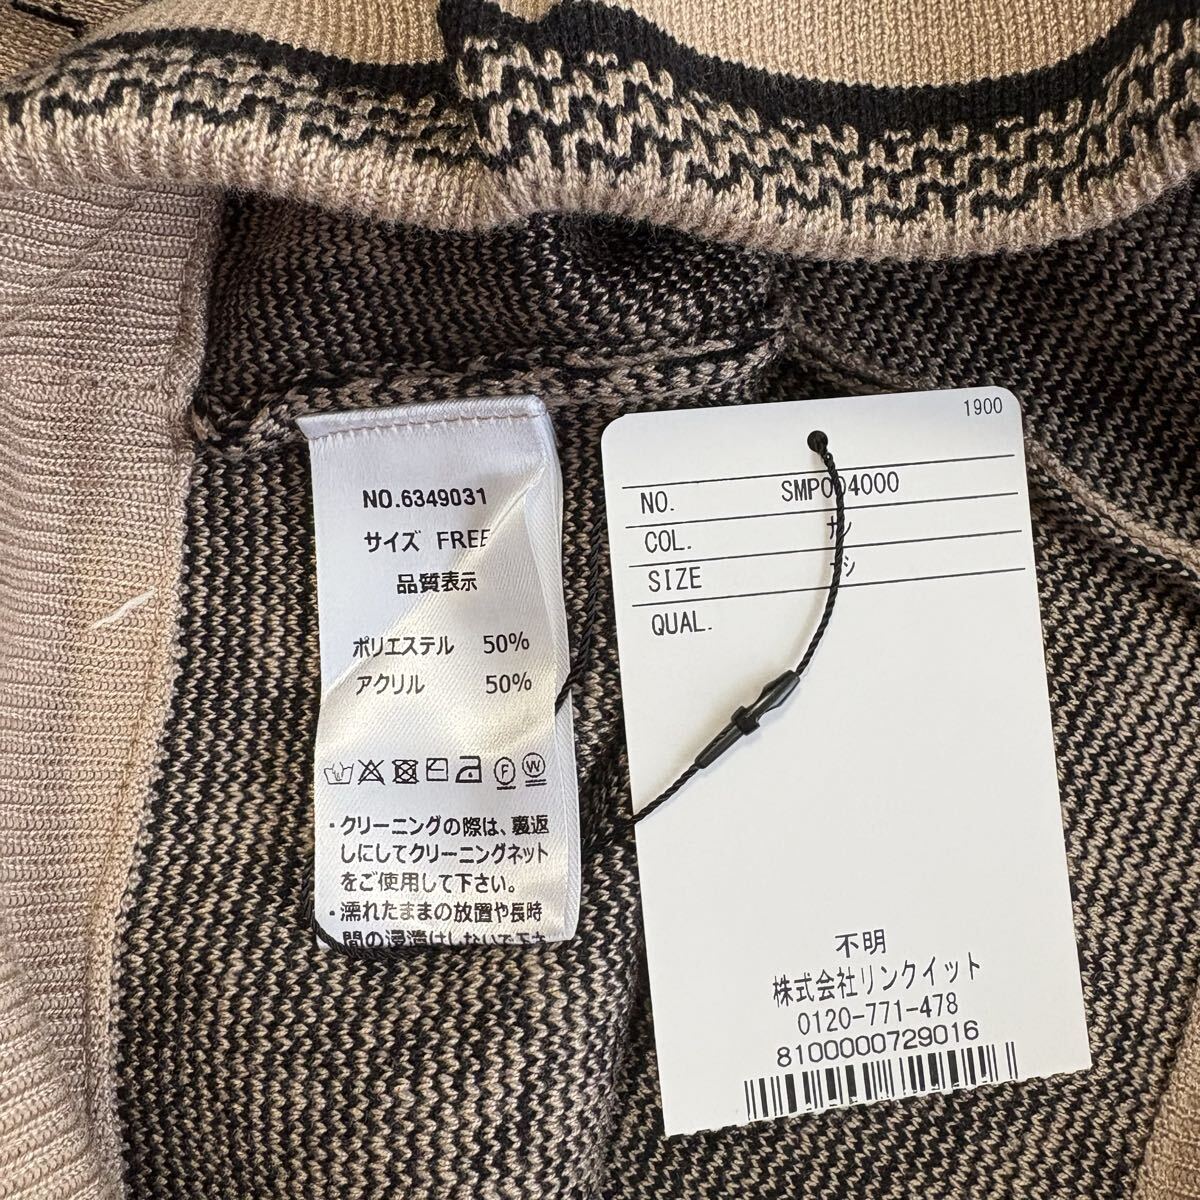 NO.6349031
サイズ FREE
品質表示
ポリエステル 50%
アクリル 50%
F W
・クリーニングの際は、裏返
しにしてクリーニングネット
をご使用して下さい。
・濡れたままの放置や長時
間の浸漬はしないで下さ
1900
NO. SMP004000
COL. ナシ
SIZE ナシ
QUAL.
不明
株式会社リンクイット
0120-771-478
8100000729016